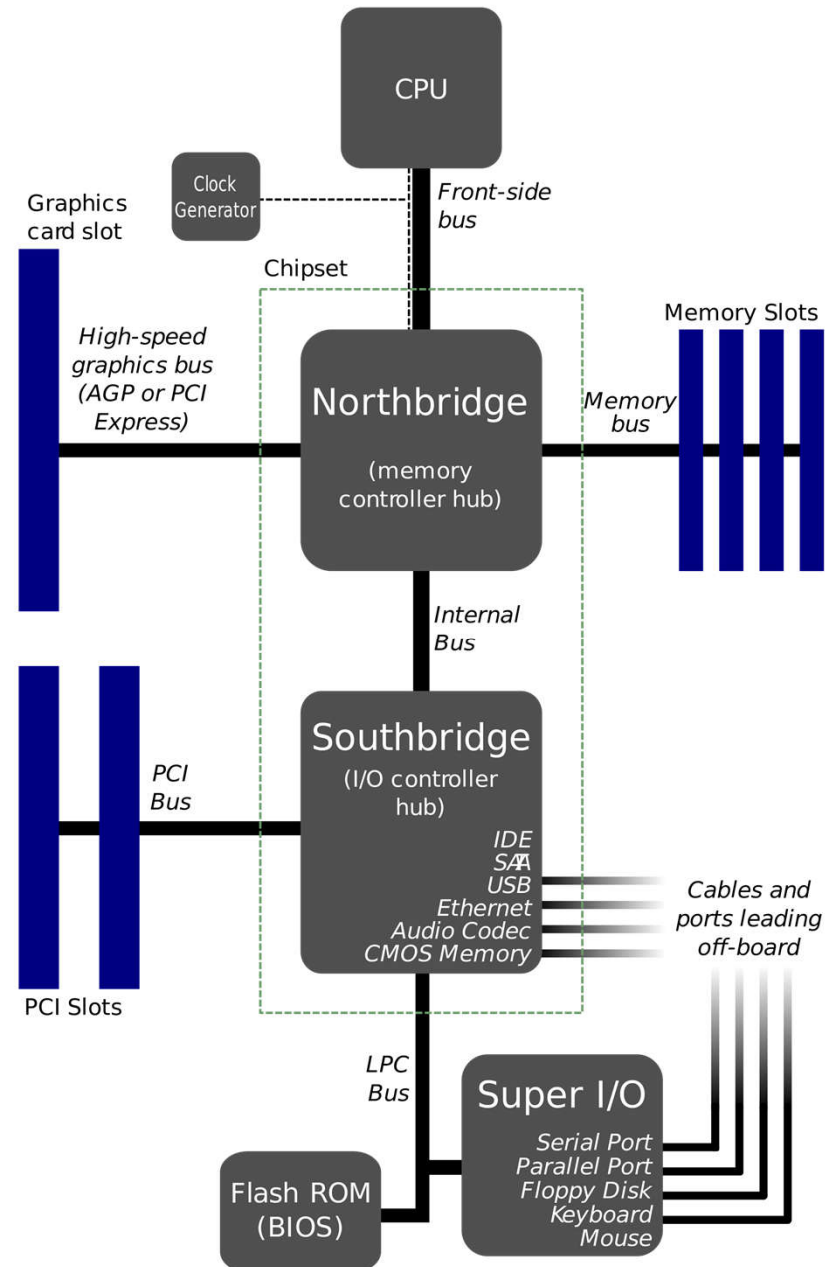 CPU
Clock
Generator
Front-side
bus
Graphics
card slot
Chipset
High-speed
graphics bus
(AGP or PCI
Express)
Northbridge
(memory
controller hub)
Memory Slots
Memory
bus
Internal
Bus
Southbridge
(I/O controller
hub)
PCI
Bus
IDE
SATA
USB
Ethernet
Audio Codec
CMOS Memory
Cables and
ports leading
off-board
PCI Slots
LPC
Bus
Super I/O
Serial Port
Parallel Port
Floppy Disk
Keyboard
Mouse
Flash ROM
(BIOS)